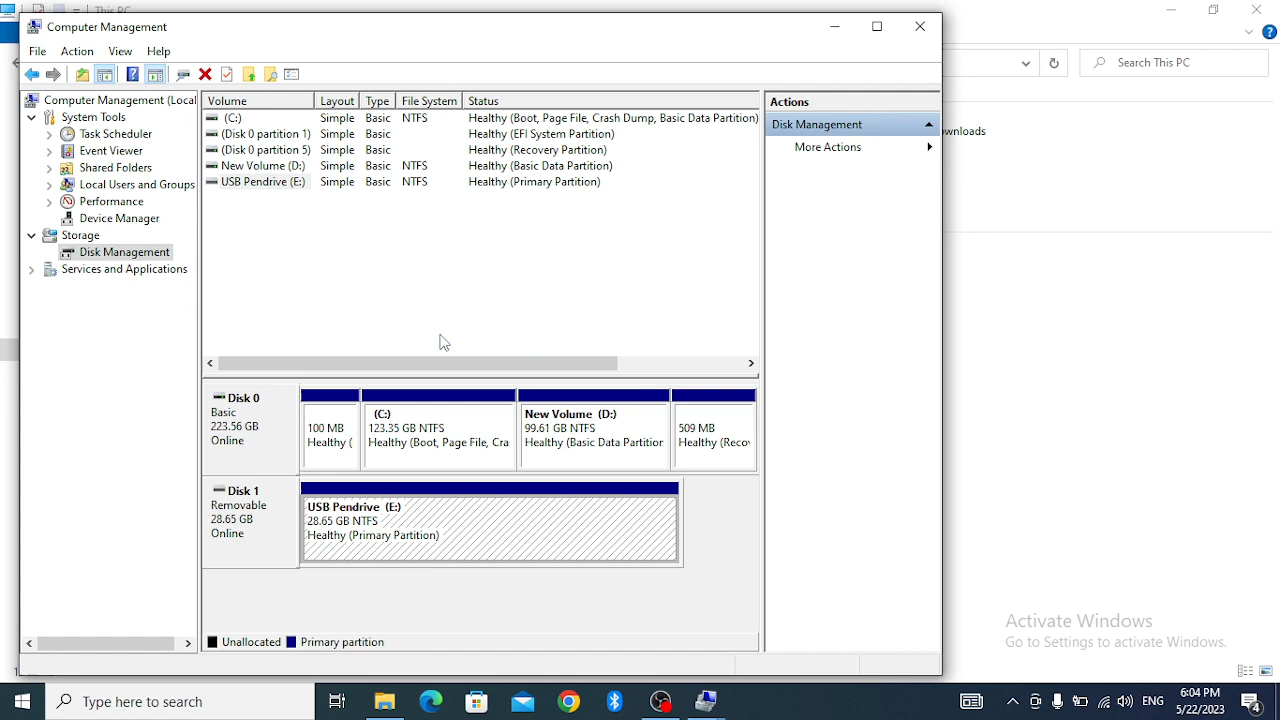 This PC
Computer Management
File Action View Help
Search This PC
Computer Management (Local
System Tools
Task Scheduler
Event Viewer
Shared Folders
Local Users and Groups
Performance
Device Manager
Storage
Disk Management
Services and Applications
Volume Layout Type File System Status
(C:) Simple Basic NTFS Healthy (Boot, Page File, Crash Dump, Basic Data Partition)
(Disk 0 partition 1) Simple Basic Healthy (EFI System Partition)
(Disk 0 partition 5) Simple Basic Healthy (Recovery Partition)
New Volume (D:) Simple Basic NTFS Healthy (Basic Data Partition)
USB Pendrive (E:) Simple Basic NTFS Healthy (Primary Partition)
Actions
Disk Management
More Actions
wnloads
Disk 0
Basic
223.56 GB
Online
100 MB
Healthy (
(C:)
123.35 GB NTFS
Healthy (Boot, Page File, Cra
New Volume (D:)
99.61 GB NTFS
Healthy (Basic Data Partitior
509 MB
Healthy (Reco
Disk 1
Removable
28.65 GB
Online
USB Pendrive (E:)
28.65 GB NTFS
Healthy (Primary Partition)
Unallocated Primary partition
Activate Windows
Go to Settings to activate Windows.
Type here to search
ENG
6:04 PM
5/22/2023
4